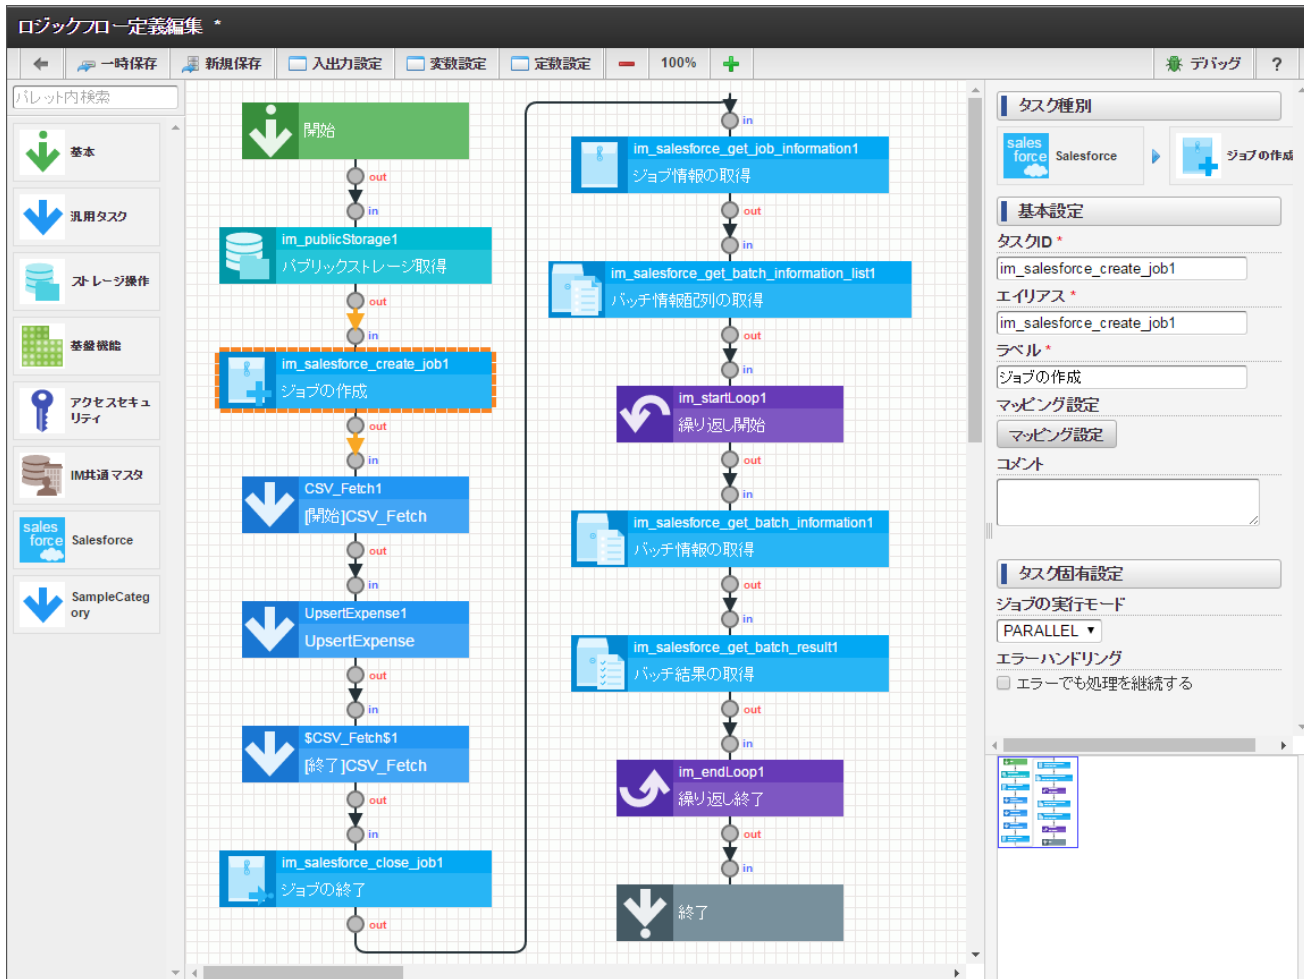 ロジックフロー定義編集 *
一時保存 新規保存 入出力設定 変数設定 定数設定 100% デバッグ ?
パレット内検索
基本
汎用タスク
ストレージ操作
基盤機能
アクセスセキュ
リティ
IM共通マスタ
sales
force
Salesforce
SampleCateg
ory
開始
out
in
im_publicStorage1
パブリックストレージ取得
out
in
im_salesforce_create_job1
ジョブの作成
out
in
CSV_Fetch1
[開始]CSV_Fetch
out
in
UpsertExpense1
UpsertExpense
out
in
$CSV_Fetch$1
[終了]CSV_Fetch
out
in
im_salesforce_close_job1
ジョブの終了
out
in
im_salesforce_get_job_information1
ジョブ情報の取得
out
in
im_salesforce_get_batch_information_list1
バッチ情報配列の取得
out
in
im_startLoop1
繰り返し開始
out
in
im_salesforce_get_batch_information1
バッチ情報の取得
out
in
im_salesforce_get_batch_result1
バッチ結果の取得
out
in
im_endLoop1
繰り返し終了
out
in
終了
タスク種別
sales
force
Salesforce
ジョブの作成
基本設定
タスクID *
im_salesforce_create_job1
エイリアス *
im_salesforce_create_job1
ラベル *
ジョブの作成
マッピング設定
マッピング設定
コメント
タスク固有設定
ジョブの実行モード
PARALLEL
エラーハンドリング
エラーでも処理を継続する